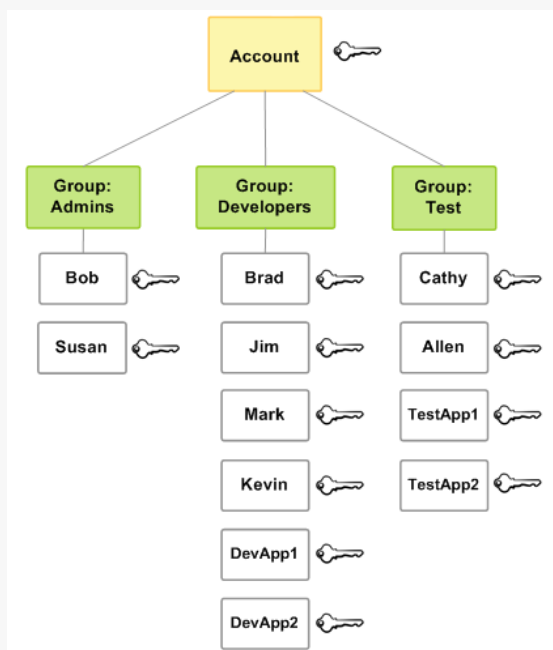 Account
Group:
Admins
Group:
Developers
Group:
Test
Bob
Brad
Cathy
Susan
Jim
Allen
Mark
TestApp1
Kevin
TestApp2
DevApp1
DevApp2